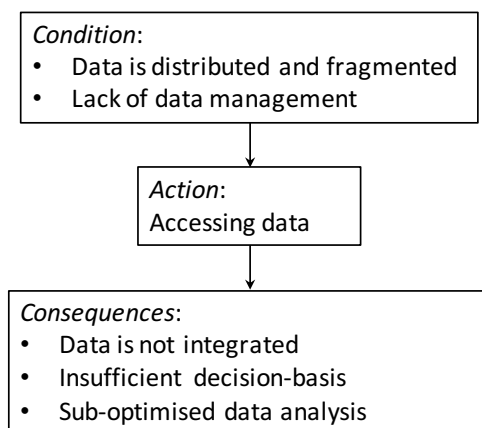 Condition:
• Data is distributed and fragmented
• Lack of data management
Action:
Accessing data
Consequences:
• Data is not integrated
• Insufficient decision-basis
• Sub-optimised data analysis